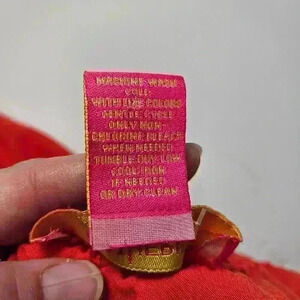 MACHINE WASH
COLD
WITH LIKE COLORS
GENTLE CYCLE
ONLY NON-
CHLORINE BLEACH
WHEN NEEDED
TUMBLE DRY LOW
COOL IRON
IF NEEDED
OR DRY CLEAN